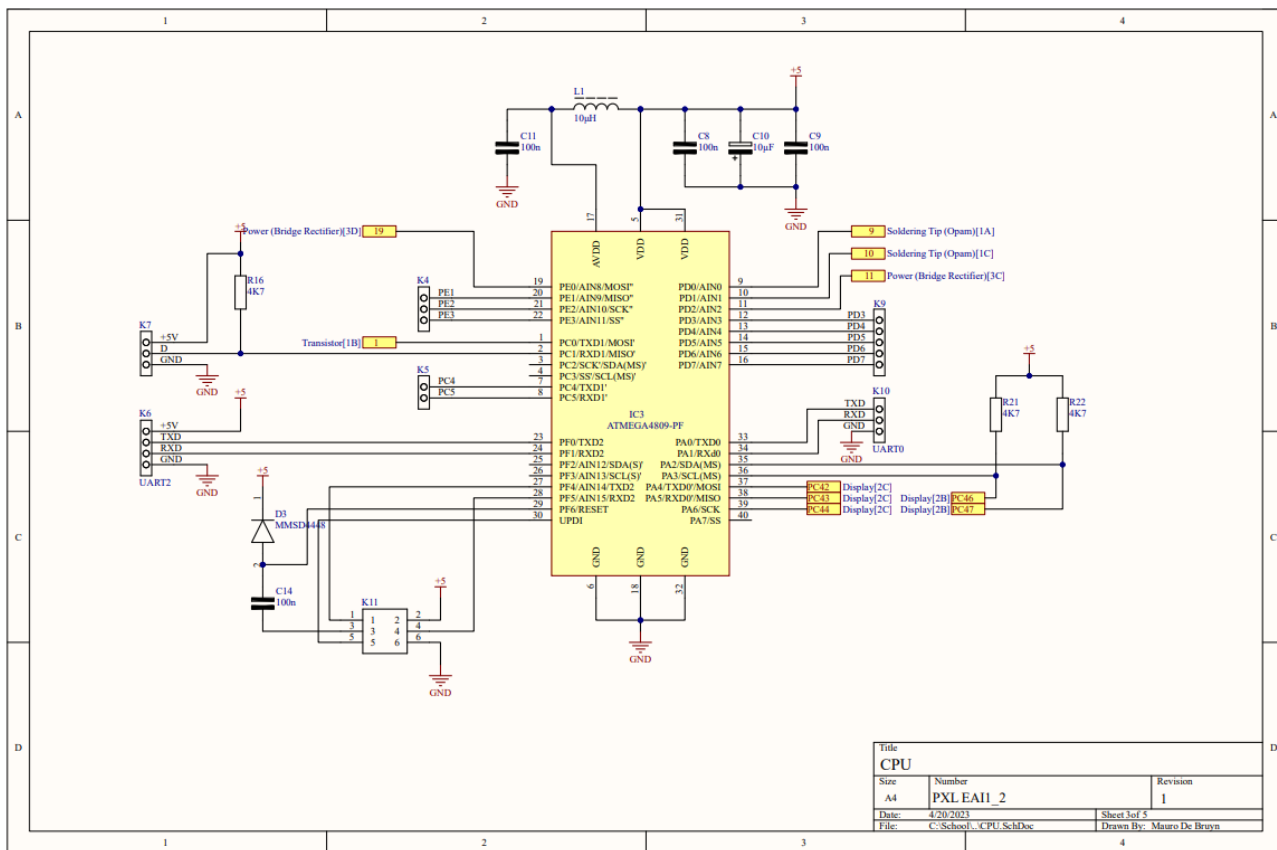 1 2 3 4
A A
+5
L1
10µH
C11
100n
C8
100n
C10
10µF
+
C9
100n
GND
GND
17 5 31
AVDD VDD VDD
B B
Power (Bridge Rectifier)[3D] 19
+5
R16
4K7
K7
+5V
D
GND
GND
K4
PE1
PE2
PE3
Transistor[1B] 1
K5
PC4
PC5
19 PE0/AIN8/MOSI"
20 PE1/AIN9/MISO"
21 PE2/AIN10/SCK"
22 PE3/AIN11/SS"
1 PC0/TXD1/MOSI'
2 PC1/RXD1/MISO'
3 PC2/SCK'/SDA(MS)'
4 PC3/SS'/SCL(MS)'
7 PC4/TXD1'
8 PC5/RXD1'
IC3
ATMEGA4809-PF
23 PF0/TXD2
24 PF1/RXD2
25 PF2/AIN12/SDA(S)'
26 PF3/AIN13/SCL(S)'
27 PF4/AIN14/TXD2
28 PF5/AIN15/RXD2
29 PF6/RESET
30 UPDI
PD0/AIN0 9
PD1/AIN1 10
PD2/AIN2 11
PD3/AIN3 12
PD4/AIN4 13
PD5/AIN5 14
PD6/AIN6 15
PD7/AIN7 16
PA0/TXD0 33
PA1/RXd0 34
PA2/SDA(MS) 35
PA3/SCL(MS) 36
PA4/TXD0'/MOSI 37
PA5/RXD0'/MISO 38
PA6/SCK 39
PA7/SS 40
9 Soldering Tip (Opam)[1A]
10 Soldering Tip (Opam)[1C]
11 Power (Bridge Rectifier)[3C]
K9
PD3
PD4
PD5
PD6
PD7
K10
TXD
RXD
GND
UART0
GND
+5
R21
4K7
R22
4K7
PC42 Display[2C]
PC43 Display[2C]
PC44 Display[2C]
Display[2B] PC46
Display[2B] PC47
+5
K6
+5V
TXD
RXD
GND
UART2
GND
C C
+5
1
D3
MMSD4448
2
C14
100n
K11
1 1 2 2
3 3 4 4
5 5 6 6
+5
GND
GND GND GND
6 18 32
GND
D D
Title
CPU
Size Number Revision
A4 PXL EAI1_2 1
Date: 4/20/2023 Sheet 3of 5
File: C:\School\..\CPU.SchDoc Drawn By: Mauro De Bruyn
1 2 3 4